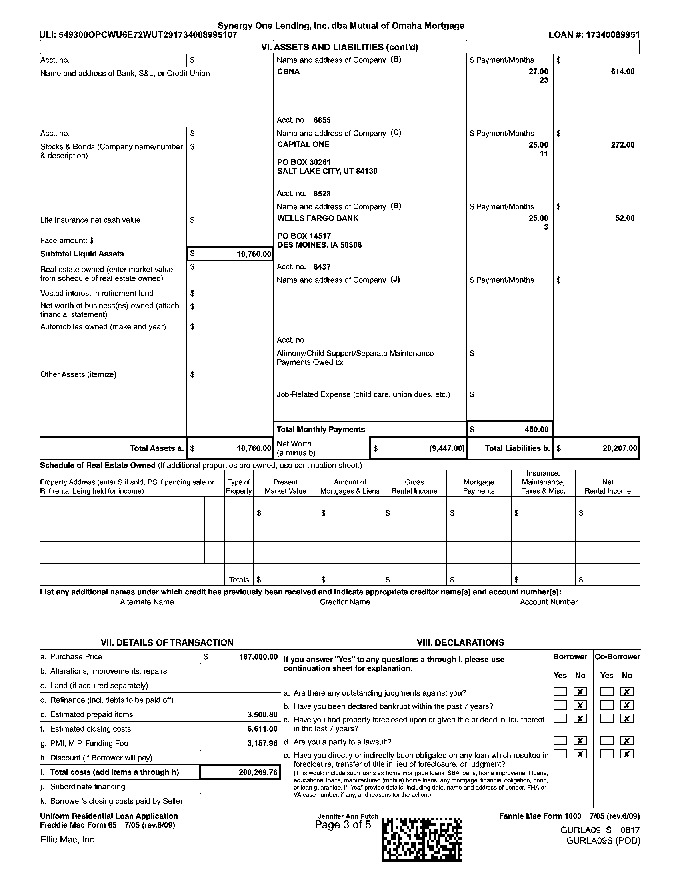 Synergy One Lending, Inc. dba Mutual of Omaha Mortgage
ULI: 549300OPCWU6E72WUT29173400899510?
LOAN #: 17340089951
VI. ASSETS AND LIABILITIES (cont'd)
Acct. no. $
Name and address of Company (B) $ Payment/Months $
Name and address of Bank, S&L, or Credit Union
CBNA 27.00 614.00
23
Acct. no. 6655
Acct. no. $
Name and address of Company (C) $ Payment/Months $
Stocks & Bonds (Company name/number & description) $
CAPITAL ONE 25.00 272.00
11
PO BOX 30281
SALT LAKE CITY, UT 84130
Acct. no. 8528
Name and address of Company (B) $ Payment/Months $
Life insurance net cash value $
WELLS FARGO BANK 25.00 52.00
3
Face amount: $
PO BOX 14517
DES MOINES, IA 50306
Subtotal Liquid Assets $ 10,760.00
Real estate owned (enter market value from schedule of real estate owned) $
Acct. no. 8437
Name and address of Company (J) $ Payment/Months $
Vested interest in retirement fund $
Net worth of business(es) owned (attach financial statement) $
Automobiles owned (make and year) $
Acct. no.
Alimony/Child Support/Separate Maintenance Payments Owed to: $
Other Assets (itemize) $
Job-Related Expense (child care, union dues, etc.) $
Total Monthly Payments $ 460.00
Total Assets a. $ 10,760.00 Net Worth (a minus b) $ (9,447.00) Total Liabilities b. $ 20,207.00
Schedule of Real Estate Owned (If additional properties are owned, use continuation sheet.)
Property Address (enter S if sold, PS if pending sale or R if rental being held for income)
Type of Property
Present Market Value
Amount of Mortgages & Liens
Gross Rental Income
Mortgage Payments
Insurance, Maintenance, Taxes & Misc.
Net Rental Income
$ $ $ $ $ $
Totals $ $ $ $ $ $
List any additional names under which credit has previously been received and indicate appropriate creditor name(s) and account number(s):
Alternate Name Creditor Name Account Number
VII. DETAILS OF TRANSACTION
a. Purchase Price $ 187,000.00
b. Alterations, improvements, repairs
c. Land (if acquired separately)
d. Refinance (incl. debts to be paid off)
e. Estimated prepaid items 3,500.80
f. Estimated closing costs 6,611.00
g. PMI, MIP, Funding Fee 3,157.96
h. Discount (if Borrower will pay)
i. Total costs (add items a through h) 200,269.76
j. Subordinate financing
k. Borrower's closing costs paid by Seller
VIII. DECLARATIONS
If you answer "Yes" to any questions a through i, please use continuation sheet for explanation.
Borrower Co-Borrower
Yes No Yes No
a. Are there any outstanding judgments against you? X X
b. Have you been declared bankrupt within the past 7 years? X X
c. Have you had property foreclosed upon or given title or deed in lieu thereof in the last 7 years? X X
d. Are you a party to a lawsuit? X X
e. Have you directly or indirectly been obligated on any loan which resulted in foreclosure, transfer of title in lieu of foreclosure, or judgment? X X
(This would include such loans as home mortgage loans, SBA loans, home improvement loans, educational loans, manufactured (mobile) home loans, any mortgage, financial obligation, bond, or loan guarantee. If "Yes," provide details, including date, name and address of Lender, FHA or VA case number, if any, and reasons for the action.)
Uniform Residential Loan Application
Freddie Mac Form 65 7/05 (rev.6/09)
Ellie Mae, Inc.
Jennifer Ann Futch
Page 3 of 5
Fannie Mae Form 1003 7/05 (rev.6/09)
GURLA09_S 0817
GURLA09S (POD)